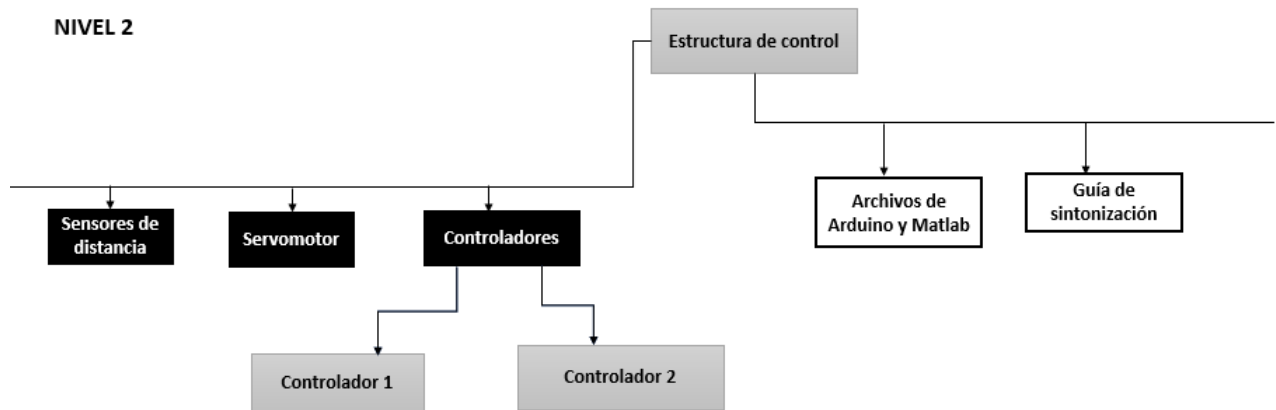 NIVEL 2
Estructura de control
Sensores de
distancia
Servomotor
Controladores
Archivos de
Arduino y Matlab
Guía de
sintonización
Controlador 1
Controlador 2